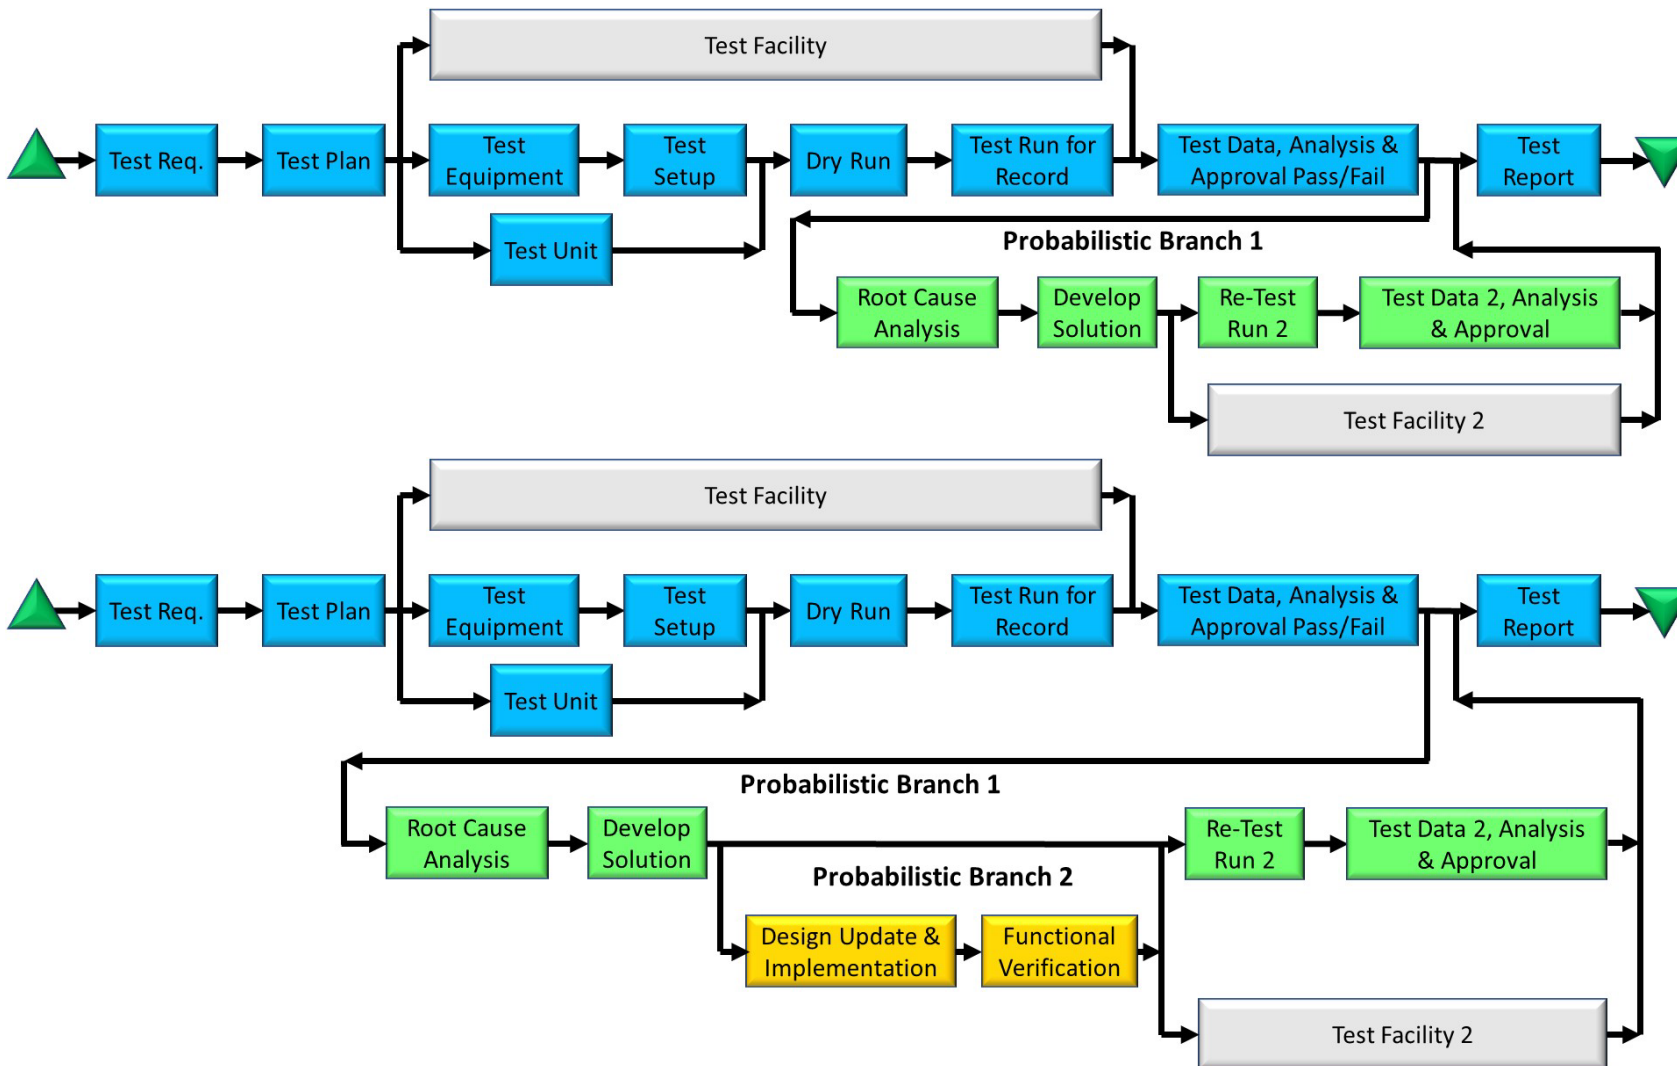 Test Facility
Test Req.
Test Plan
Test
Equipment
Test
Setup
Dry Run
Test Run for
Record
Test Data, Analysis &
Approval Pass/Fail
Test
Report
Test Unit
Probabilistic Branch 1
Root Cause
Analysis
Develop
Solution
Re-Test
Run 2
Test Data 2, Analysis
& Approval
Test Facility 2
Test Facility
Test Req.
Test Plan
Test
Equipment
Test
Setup
Dry Run
Test Run for
Record
Test Data, Analysis &
Approval Pass/Fail
Test
Report
Test Unit
Probabilistic Branch 1
Root Cause
Analysis
Develop
Solution
Re-Test
Run 2
Test Data 2, Analysis
& Approval
Probabilistic Branch 2
Design Update &
Implementation
Functional
Verification
Test Facility 2